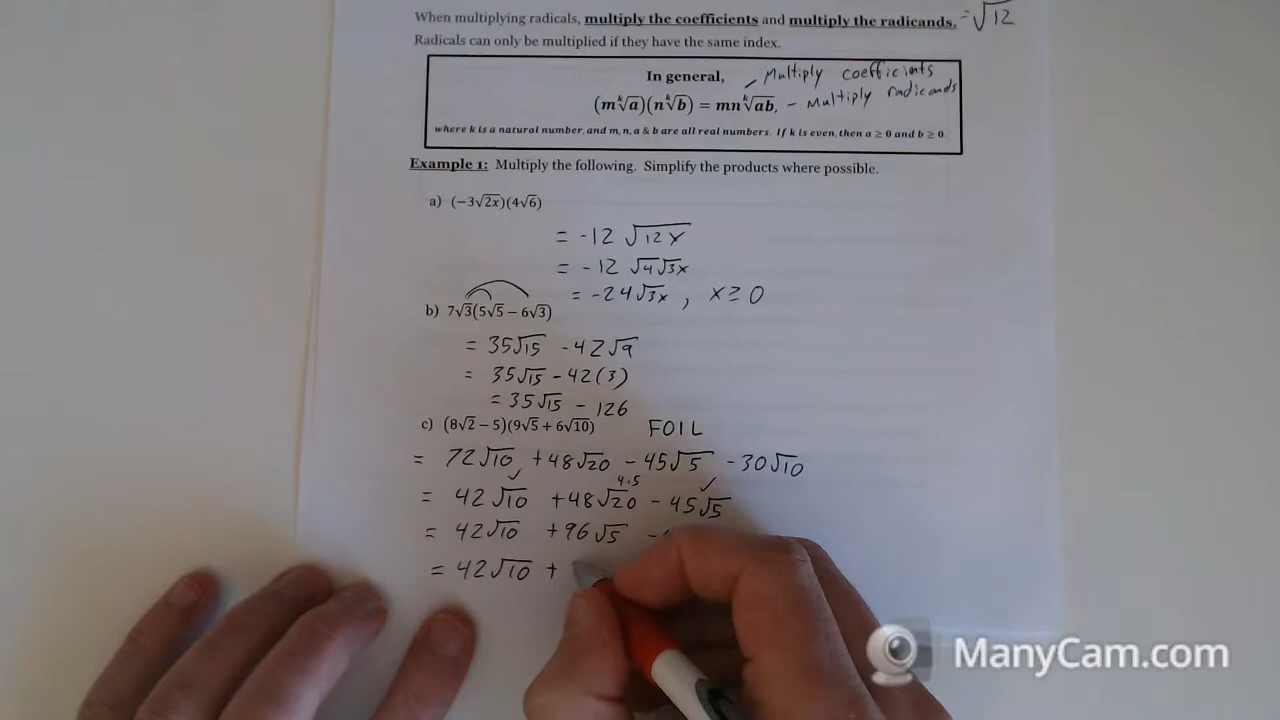 When multiplying radicals, multiply the coefficients and multiply the radicands. = √12
Radicals can only be multiplied if they have the same index.
In general, - Multiply coefficients
(m ᵏ√a)(n ᵏ√b) = mn ᵏ√ab, - Multiply radicands
where k is a natural number, and m, n, a & b are all real numbers. If k is even, then a ≥ 0 and b ≥ 0
Example 1: Multiply the following. Simplify the products where possible.
a) (−3√2x)(4√6)
= -12 √12x
= -12 √4√3x
= -24√3x , x ≥ 0
b) 7√3(5√5 − 6√3)
= 35√15 - 42√9
= 35√15 - 42(3)
= 35√15 - 126
c) (8√2 − 5)(9√5 + 6√10) FOIL
= 72√10 + 48√20 - 45√5 - 30√10
= 42√10 ✓ + 48√20 4·5 - 45√5 ✓
= 42√10 + 96√5 -
= 42√10 +
ManyCam.com